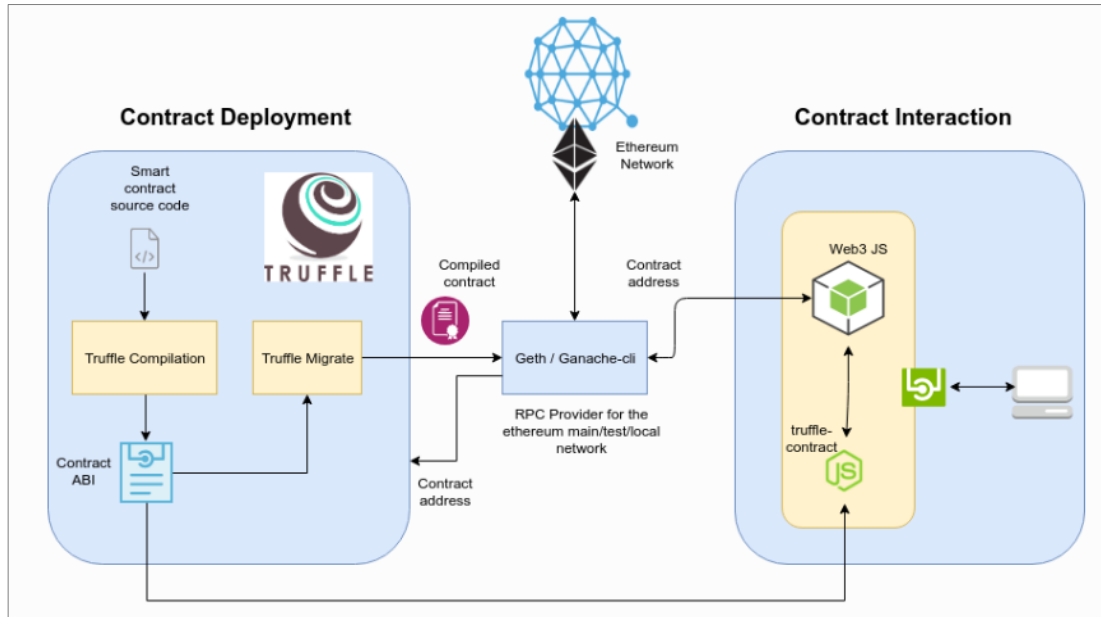 Contract Deployment
Contract Interaction
Ethereum
Network
Smart
contract
source code
</>
TRUFFLE
Compiled
contract
Contract
address
Web3 JS
Truffle Compilation
Truffle Migrate
Geth / Ganache-cli
RPC Provider for the
ethereum main/test/local
network
Contract
ABI
Contract
address
truffle-
contract
JS